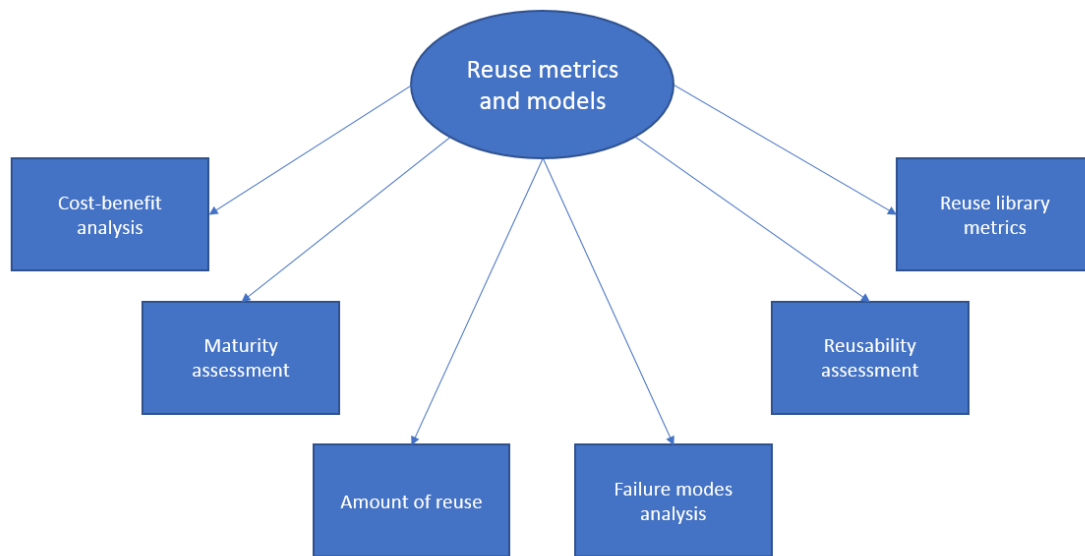 Reuse metrics
and models
Cost-benefit
analysis
Reuse library
metrics
Maturity
assessment
Reusability
assessment
Amount of reuse
Failure modes
analysis